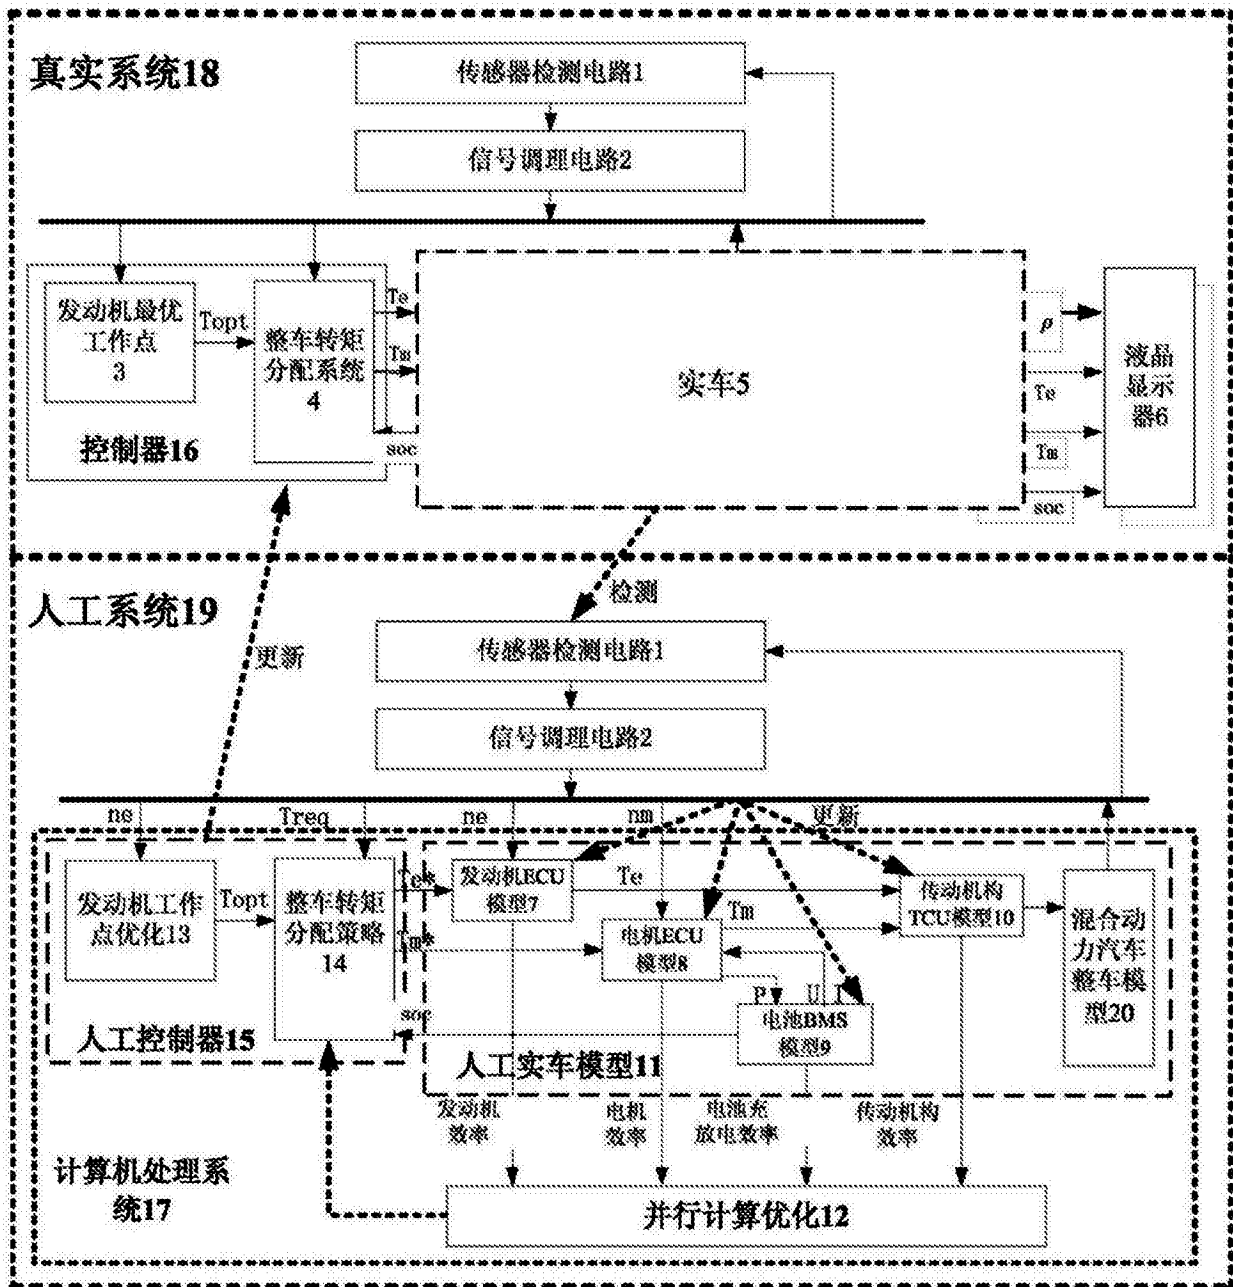 真实系统18
传感器检测电路1
信号调理电路2
发动机最优
工作点
3
Topt
整车转矩
分配系统
4
控制器16
Te
Tm
soc
实车5
ρ
Te
Tm
soc
液晶
显示
器6
人工系统19
更新
检测
传感器检测电路1
信号调理电路2
ne
Treq
ne
nm
更新
发动机工作
点优化13
Topt
整车转矩
分配策略
14
人工控制器15
Te*
Tm*
soc
发动机ECU
模型7
Te
电机ECU
模型8
Tm
P
U
I
电池BMS
模型9
传动机构
TCU模型10
混合动
力汽车
整车模
型20
人工实车模型11
发动机
效率
电机
效率
电池充
放电效率
传动机构
效率
计算机处理系
统17
并行计算优化12